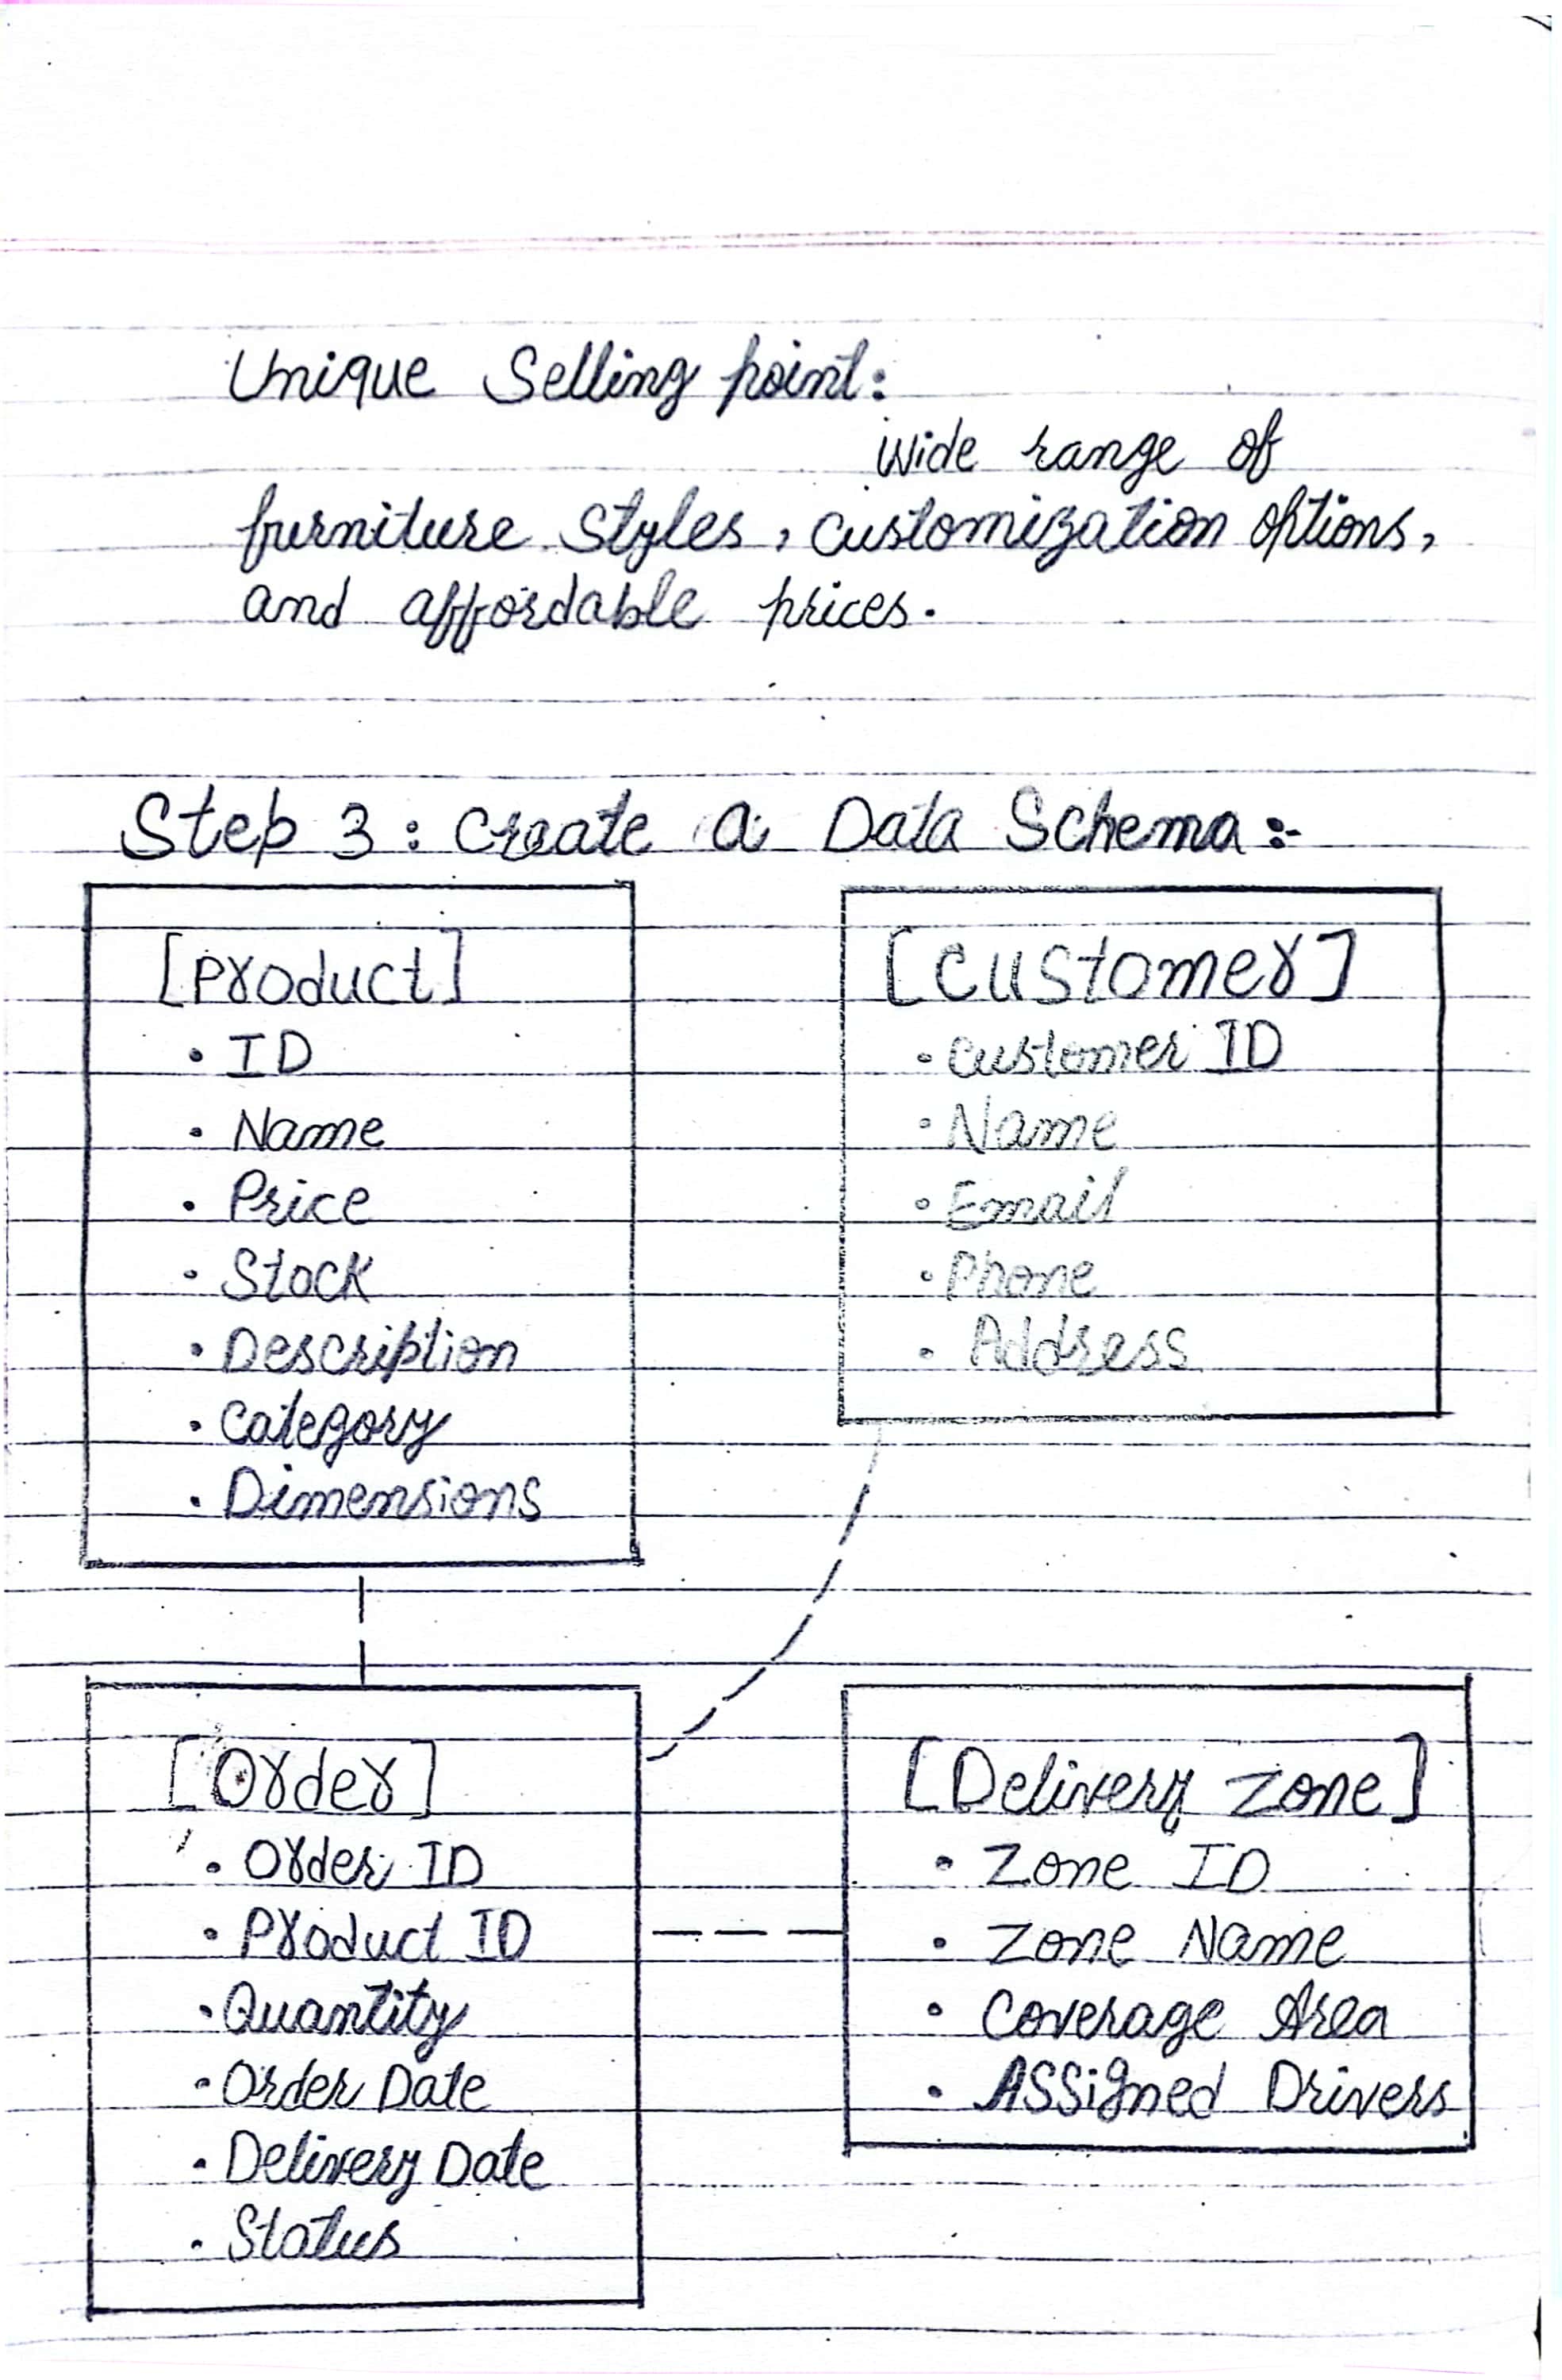 Unique Selling point:
wide range of
furniture styles, customization options,
and affordable prices.
Step 3: Create a Data Schema:-
[Product]
• ID
• Name
• Price
• Stock
• Description
• Category
• Dimensions
[Customer]
• Customer ID
• Name
• Email
• Phone
• Address
[Order]
• Order ID
• Product ID
• Quantity
• Order Date
• Delivery Date
• Status
[Delivery Zone]
• Zone ID
• Zone Name
• Coverage Area
• Assigned Drivers